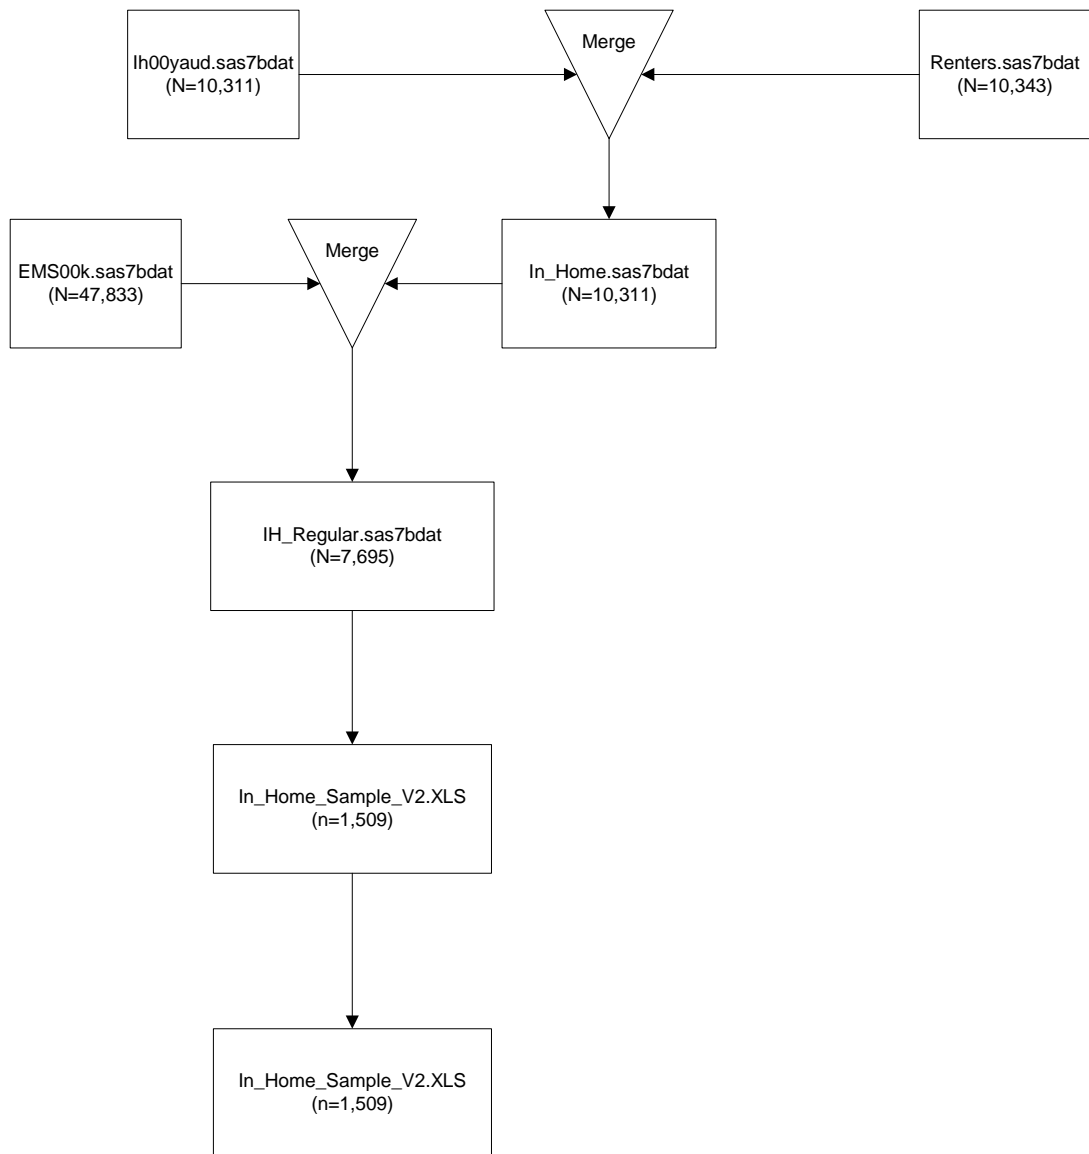 Ih00yaud.sas7bdat
(N=10,311)
Merge
Renters.sas7bdat
(N=10,343)
EMS00k.sas7bdat
(N=47,833)
Merge
In_Home.sas7bdat
(N=10,311)
IH_Regular.sas7bdat
(N=7,695)
In_Home_Sample_V2.XLS
(n=1,509)
In_Home_Sample_V2.XLS
(n=1,509)